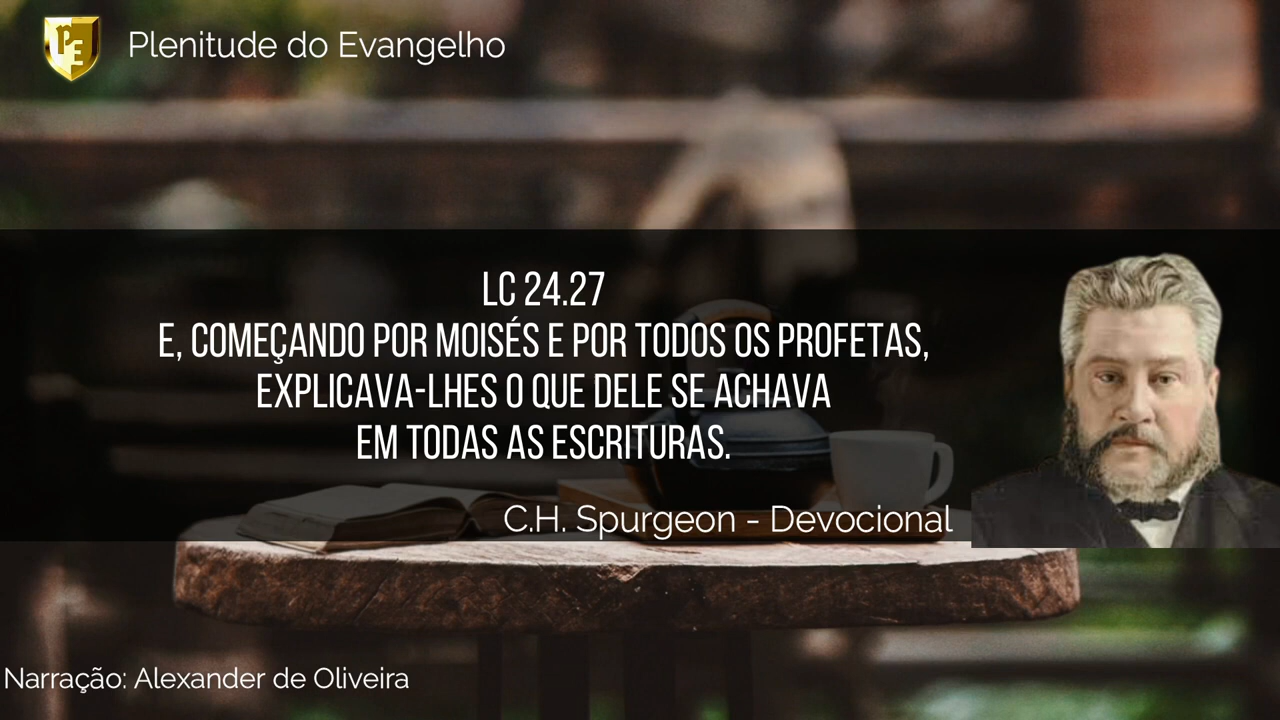 PE
Plenitude do Evangelho
LC 24.27
E, COMEÇANDO POR MOISÉS E POR TODOS OS PROFETAS,
EXPLICAVA-LHES O QUE DELE SE ACHAVA
EM TODAS AS ESCRITURAS.
C.H. Spurgeon - Devocional
Narração: Alexander de Oliveira